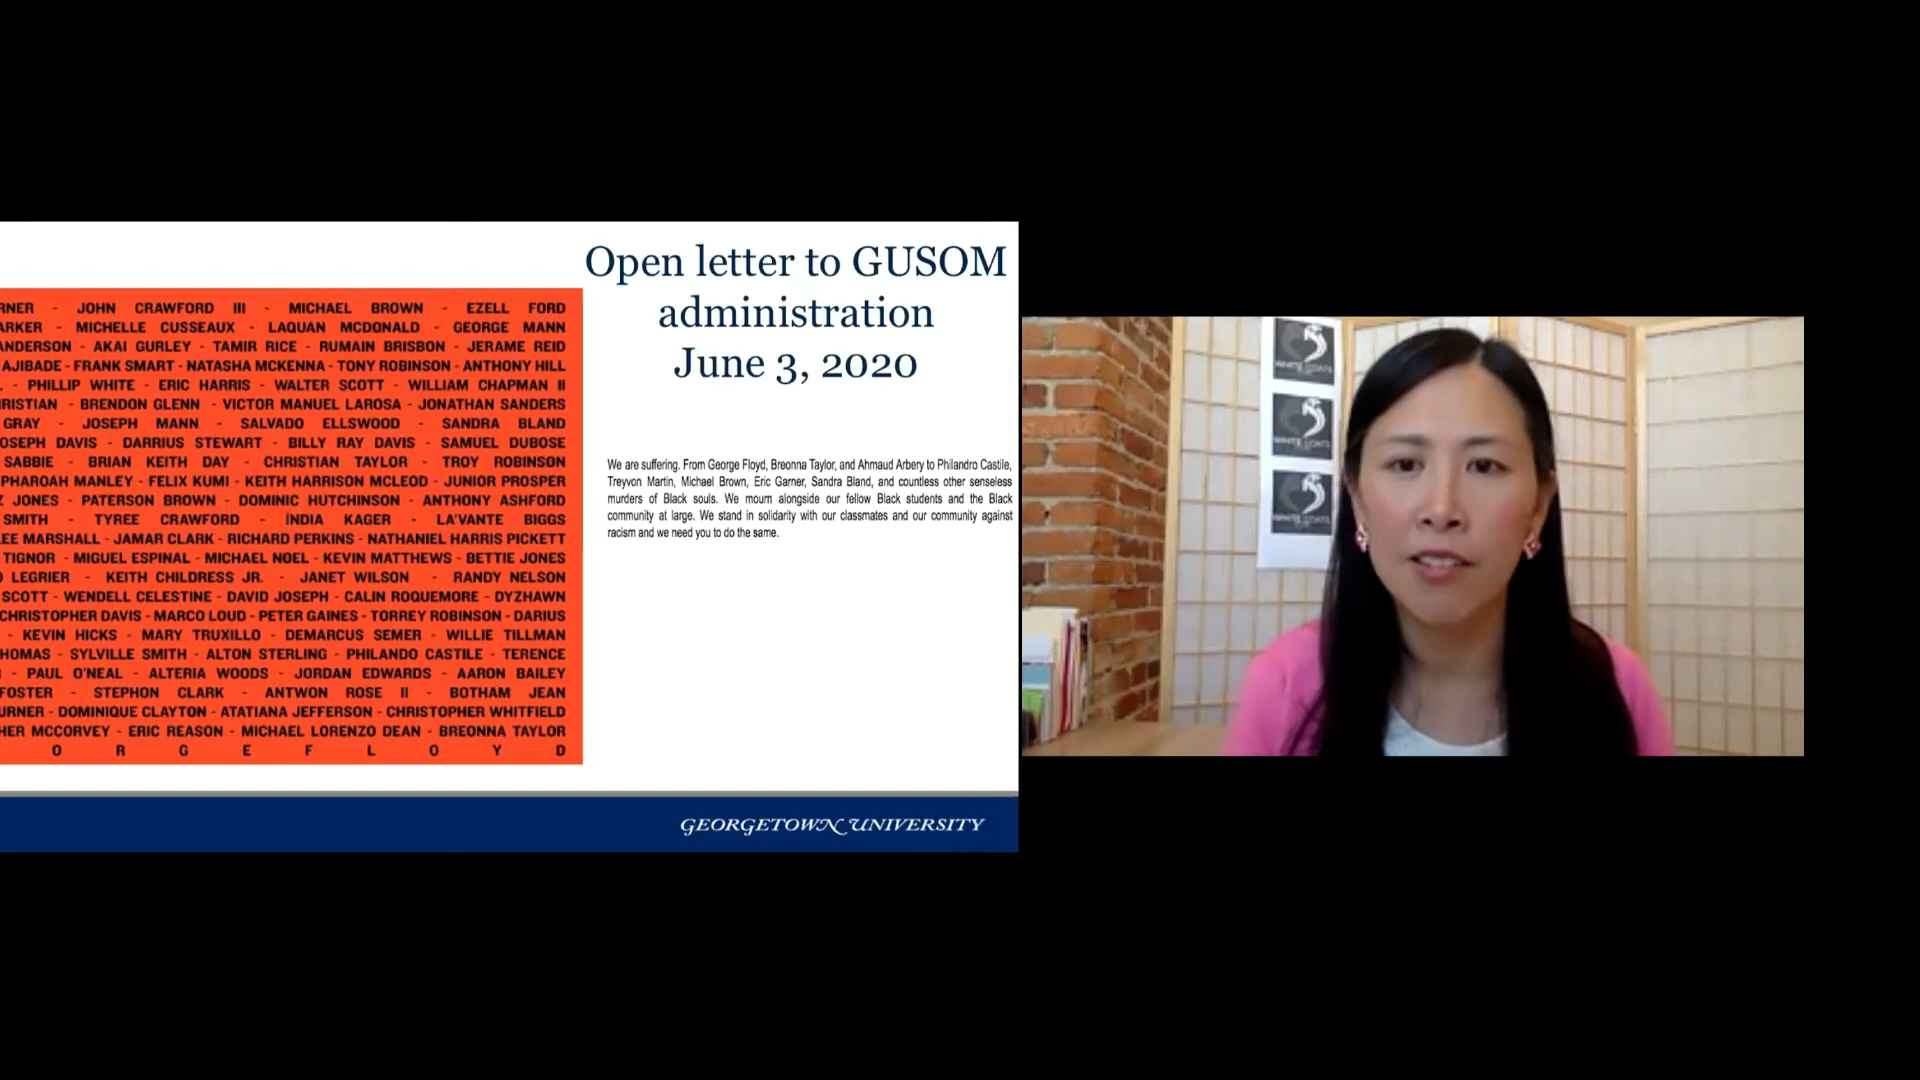 RNER - JOHN CRAWFORD III - MICHAEL BROWN - EZELL FORD
ARKER - MICHELLE CUSSEAUX - LAQUAN MCDONALD - GEORGE MANN
ANDERSON - AKAI GURLEY - TAMIR RICE - RUMAIN BRISBON - JERAME REID
AJIBADE - FRANK SMART - NATASHA MCKENNA - TONY ROBINSON - ANTHONY HILL
- PHILLIP WHITE - ERIC HARRIS - WALTER SCOTT - WILLIAM CHAPMAN II
RISTIAN - BRENDON GLENN - VICTOR MANUEL LAROSA - JONATHAN SANDERS
GRAY - JOSEPH MANN - SALVADO ELLSWOOD - SANDRA BLAND
OSEPH DAVIS - DARRIUS STEWART - BILLY RAY DAVIS - SAMUEL DUBOSE
SABBIE - BRIAN KEITH DAY - CHRISTIAN TAYLOR - TROY ROBINSON
PHAROAH MANLEY - FELIX KUMI - KEITH HARRISON MCLEOD - JUNIOR PROSPER
Z JONES - PATERSON BROWN - DOMINIC HUTCHINSON - ANTHONY ASHFORD
SMITH - TYREE CRAWFORD - INDIA KAGER - LA'VANTE BIGGS
LEE MARSHALL - JAMAR CLARK - RICHARD PERKINS - NATHANIEL HARRIS PICKETT
TIGNOR - MIGUEL ESPINAL - MICHAEL NOEL - KEVIN MATTHEWS - BETTIE JONES
O LEGRIER - KEITH CHILDRESS JR. - JANET WILSON - RANDY NELSON
SCOTT - WENDELL CELESTINE - DAVID JOSEPH - CALIN ROQUEMORE - DYZHAWN
CHRISTOPHER DAVIS - MARCO LOUD - PETER GAINES - TORREY ROBINSON - DARIUS
- KEVIN HICKS - MARY TRUXILLO - DEMARCUS SEMER - WILLIE TILLMAN
HOMAS - SYLVILLE SMITH - ALTON STERLING - PHILANDO CASTILE - TERENCE
- PAUL O'NEAL - ALTERIA WOODS - JORDAN EDWARDS - AARON BAILEY
FOSTER - STEPHON CLARK - ANTWON ROSE II - BOTHAM JEAN
URNER - DOMINIQUE CLAYTON - ATATIANA JEFFERSON - CHRISTOPHER WHITFIELD
HER MCCORVEY - ERIC REASON - MICHAEL LORENZO DEAN - BREONNA TAYLOR
O R G E F L O Y D
Open letter to GUSOM
administration
June 3, 2020
We are suffering. From George Floyd, Breonna Taylor, and Ahmaud Arbery to Philandro Castile,
Treyvon Martin, Michael Brown, Eric Garner, Sandra Bland, and countless other senseless
murders of Black souls. We mourn alongside our fellow Black students and the Black
community at large. We stand in solidarity with our classmates and our community against
racism and we need you to do the same.
GEORGETOWN UNIVERSITY
WHITE COATS
WHITE COATS
WHITE COATS